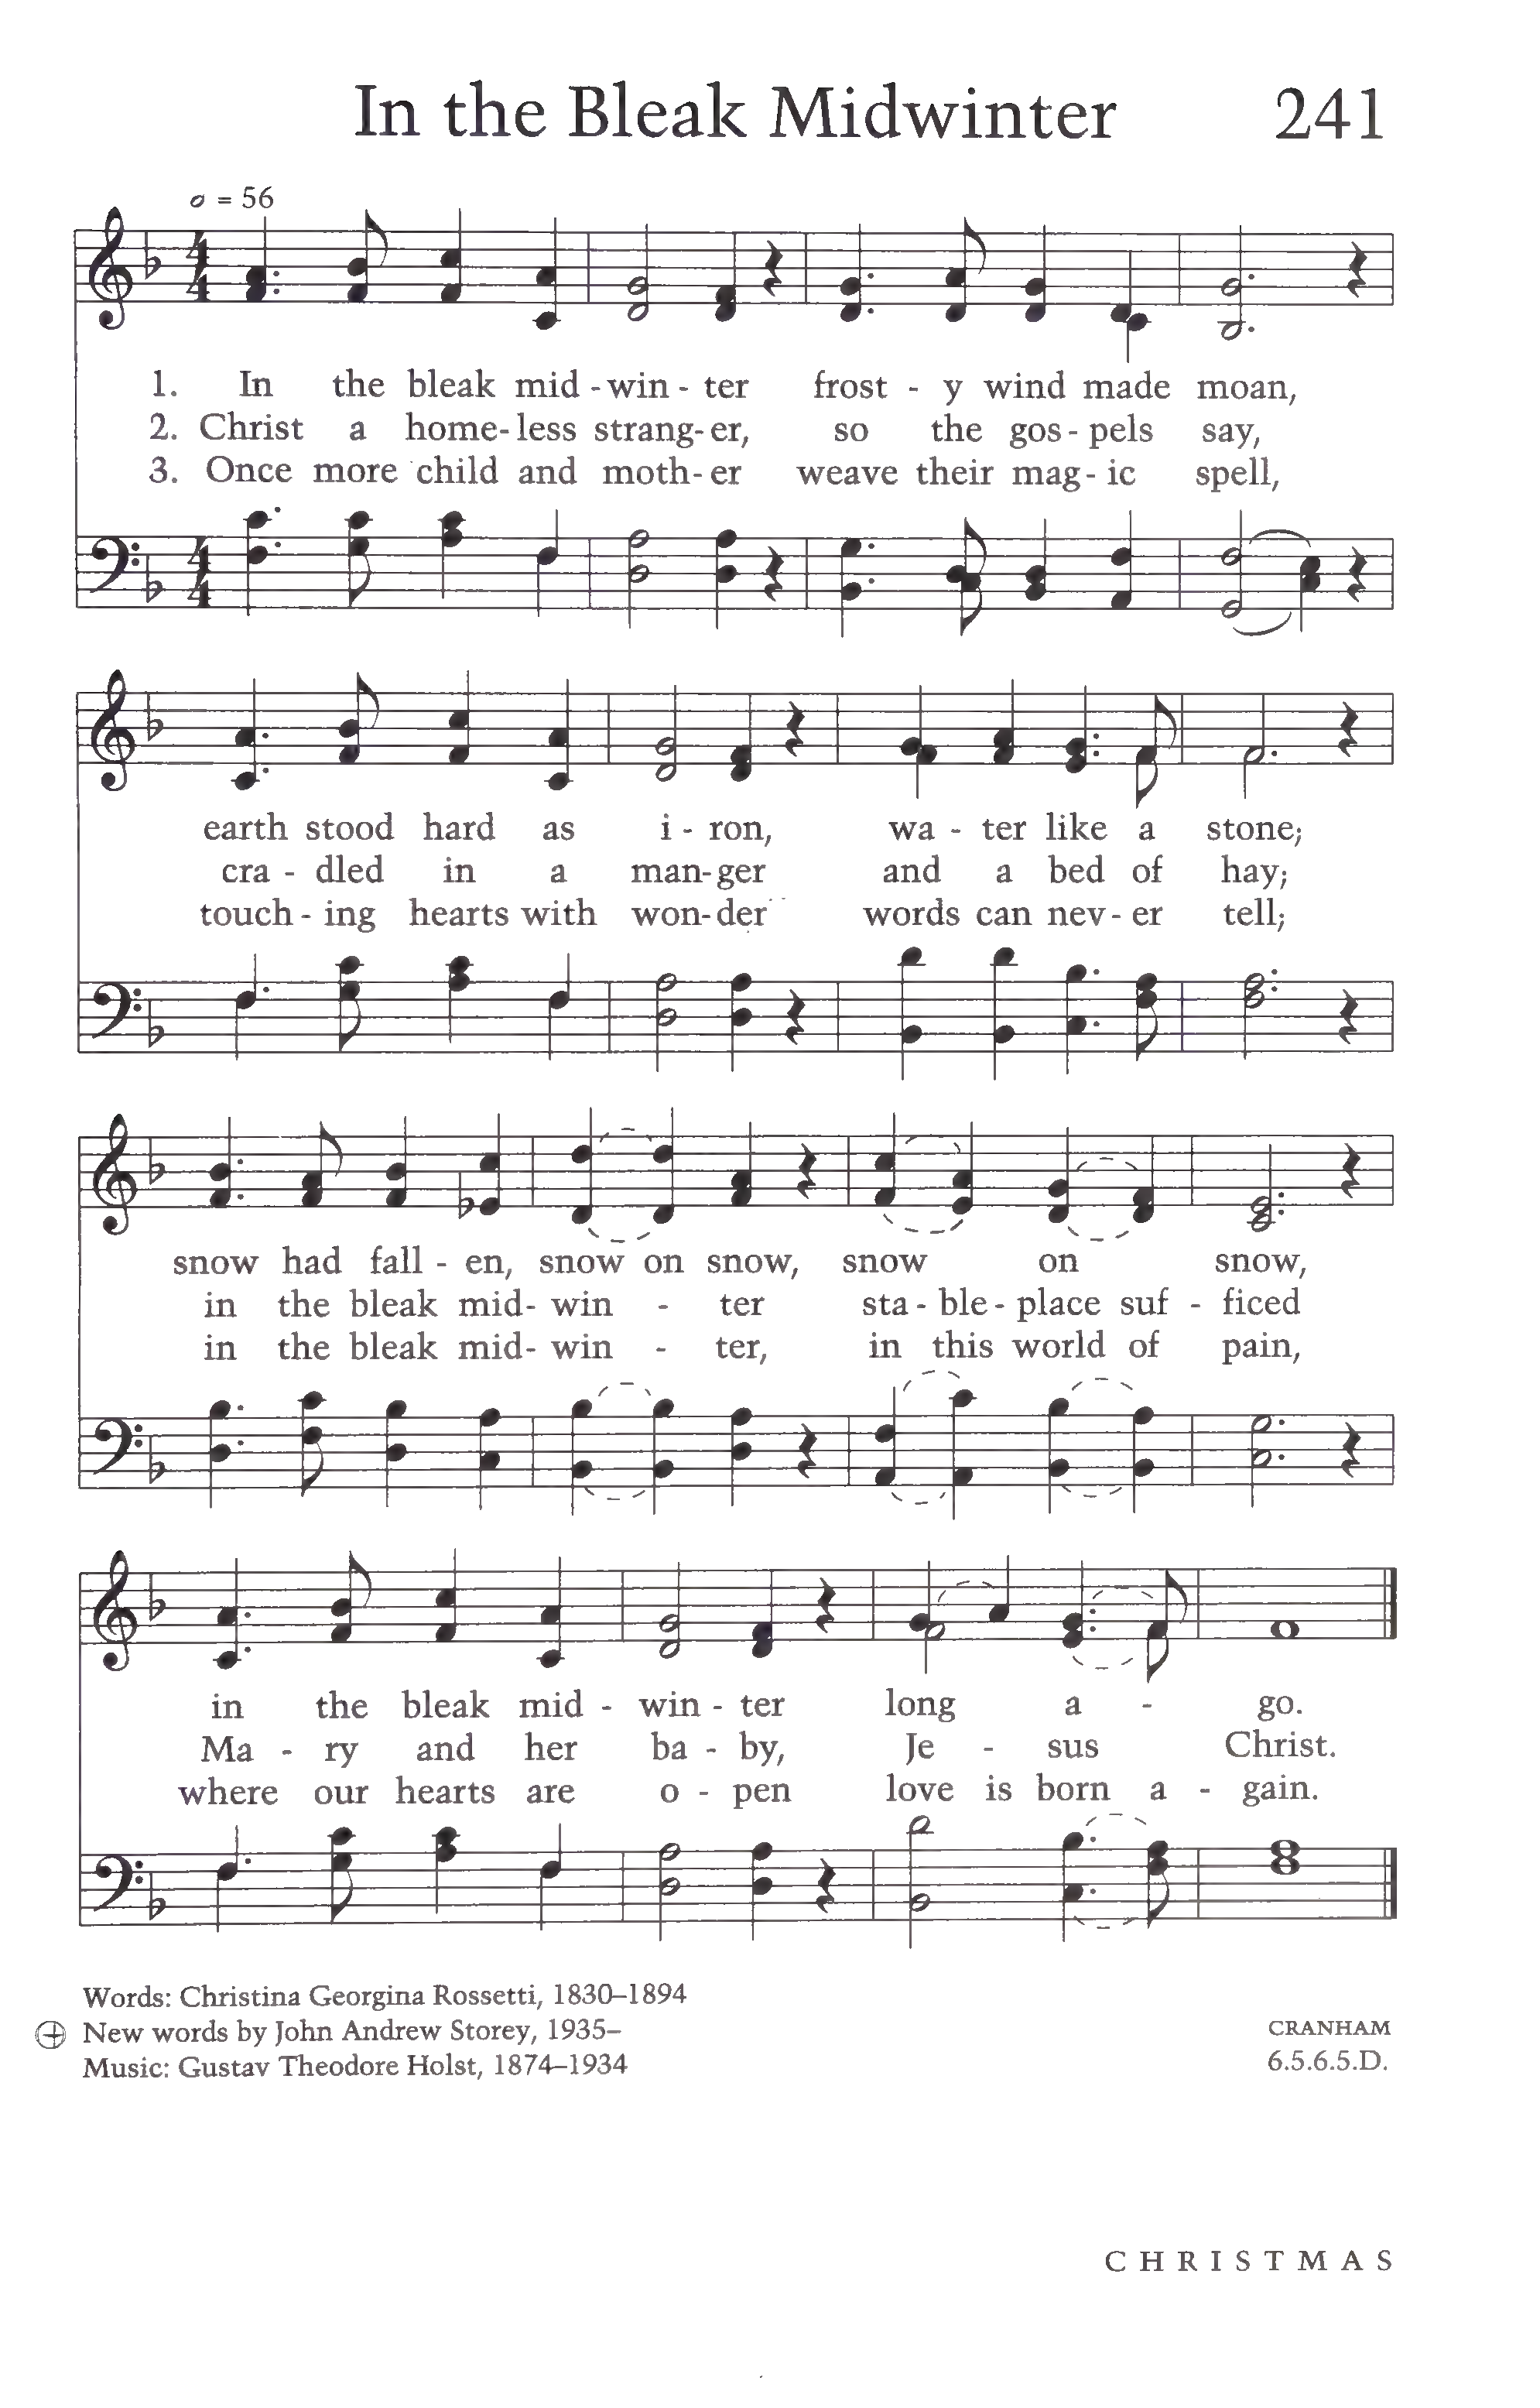 In the Bleak Midwinter 241
= 56
4 4
1. In the bleak mid - win - ter frost - y wind made moan,
2. Christ a home - less strang - er, so the gos - pels say,
3. Once more child and moth - er weave their mag - ic spell,
4 4
earth stood hard as i - ron, wa - ter like a stone;
cra - dled in a man - ger and a bed of hay;
touch - ing hearts with won - der words can nev - er tell;
snow had fall - en, snow on snow, snow on snow,
in the bleak mid - win - ter sta - ble - place suf - ficed
in the bleak mid - win - ter, in this world of pain,
in the bleak mid - win - ter long a - go.
Ma - ry and her ba - by, Je - sus Christ.
where our hearts are o - pen love is born a - gain.
Words: Christina Georgina Rossetti, 1830–1894
New words by John Andrew Storey, 1935–
Music: Gustav Theodore Holst, 1874–1934
CRANHAM
6.5.6.5.D.
CHRISTMAS